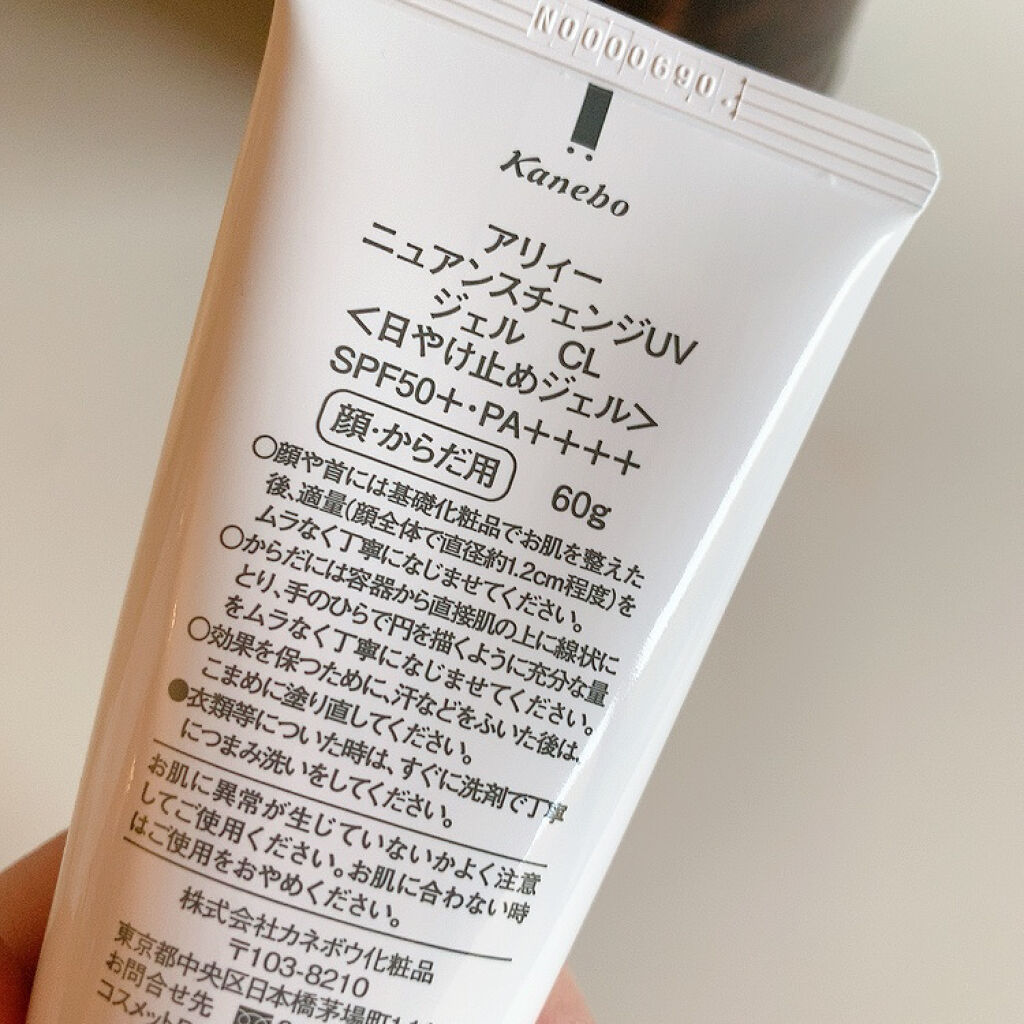 N0000690
Kanebo
アリィー
ニュアンスチェンジUV
ジェル CL
<日やけ止めジェル>
SPF50+・PA++++
顔・からだ用 60g
○顔や首には基礎化粧品でお肌を整えた
後、適量(顔全体で直径約1.2cm程度)を
ムラなく丁寧になじませてください。
○からだには容器から直接肌の上に線状に
とり、手のひらで円を描くように充分な量
をムラなく丁寧になじませてください。
○効果を保つために、汗などをふいた後は、
こまめに塗り直してください。
●衣類等についた時は、すぐに洗剤で丁寧
につまみ洗いをしてください。
お肌に異常が生じていないかよく注意
してご使用ください。お肌に合わない時
はご使用をおやめください。
株式会社カネボウ化粧品
〒103-8210
東京都中央区日本橋茅場町
お問合せ先
コスメット